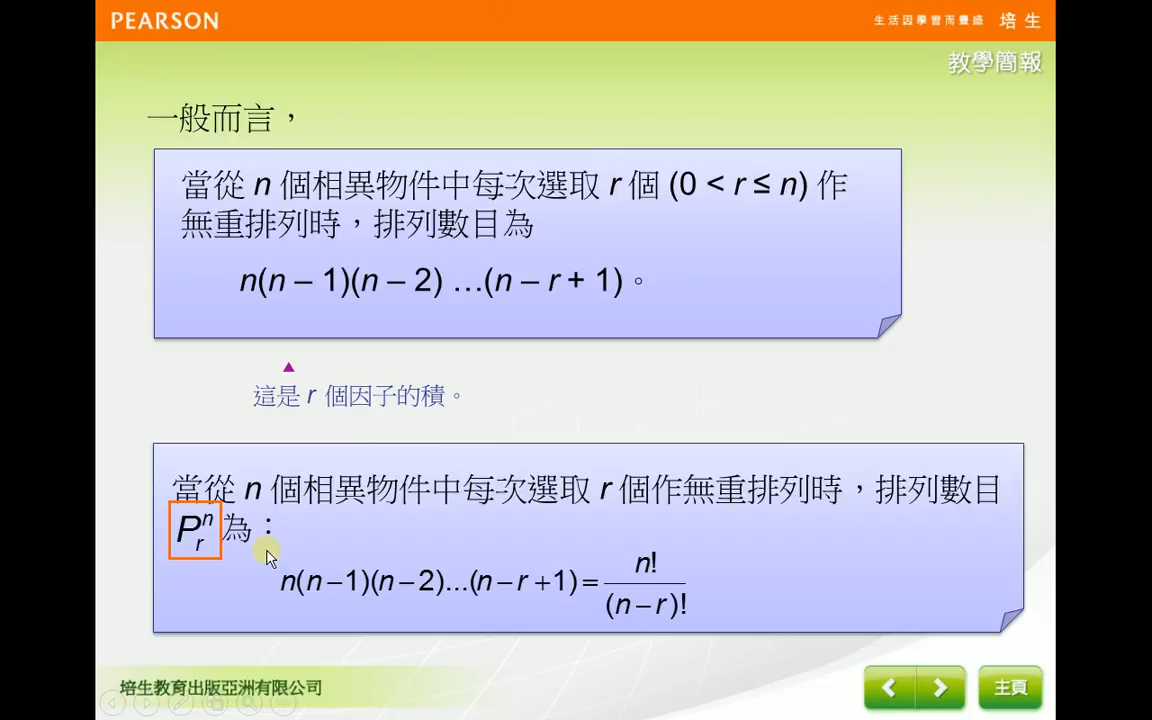 PEARSON
生活因學習而豐盛 培生
教學簡報
一般而言，
當從 n 個相異物件中每次選取 r 個 (0 < r ≤ n) 作
無重排列時，排列數目為
n(n – 1)(n – 2) …(n – r + 1)。
▲
這是 r 個因子的積。
當從 n 個相異物件中每次選取 r 個作無重排列時，排列數目
P^n_r 為：
n(n – 1)(n – 2)...(n – r + 1) = n! / (n – r)!
培生教育出版亞洲有限公司
主頁